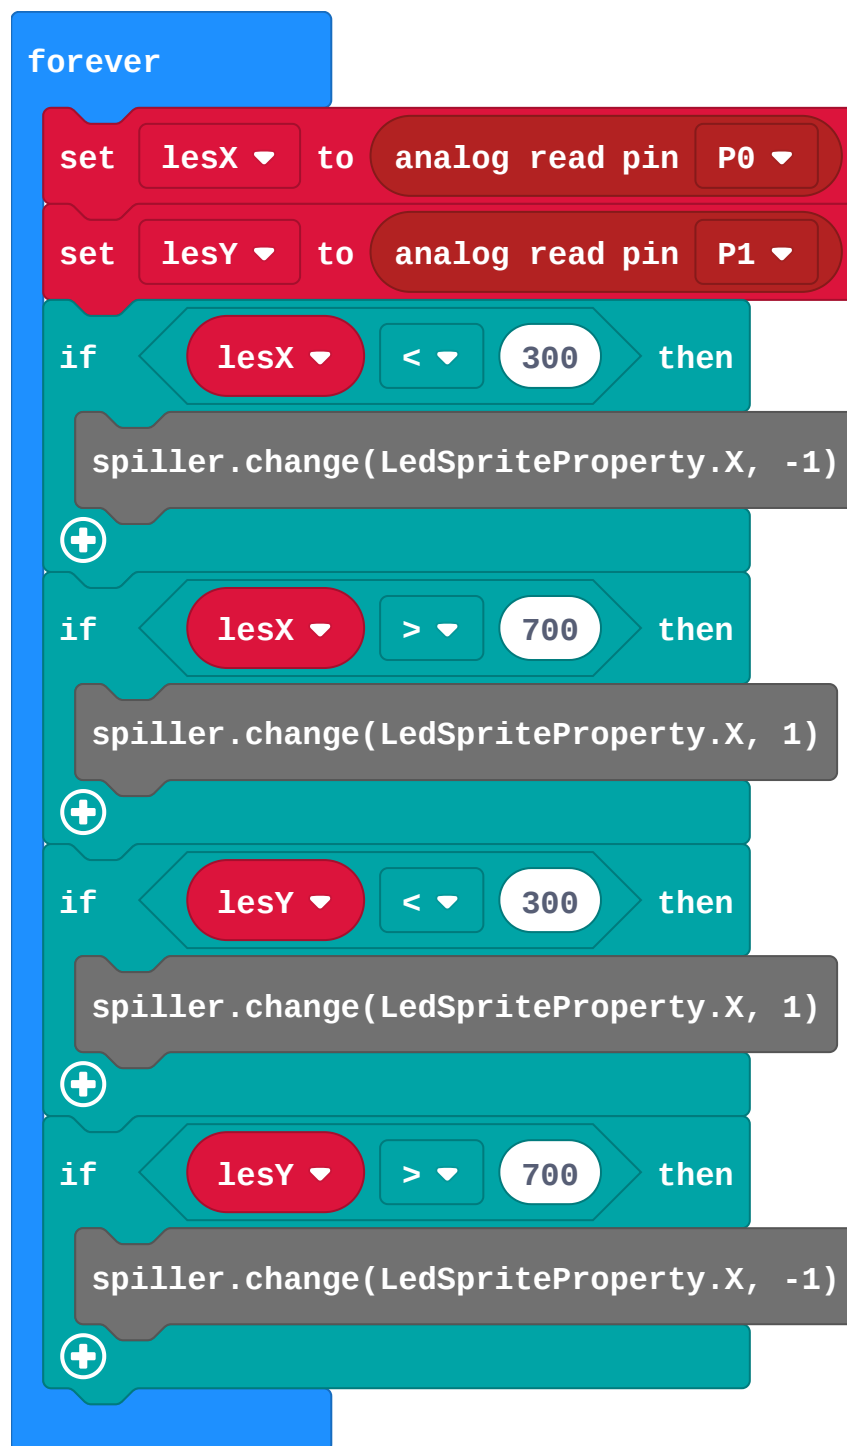 forever
set lesX to analog read pin P0
set lesY to analog read pin P1
if lesX < 300 then
spiller.change(LedSpriteProperty.X, -1)
if lesX > 700 then
spiller.change(LedSpriteProperty.X, 1)
if lesY < 300 then
spiller.change(LedSpriteProperty.X, 1)
if lesY > 700 then
spiller.change(LedSpriteProperty.X, -1)